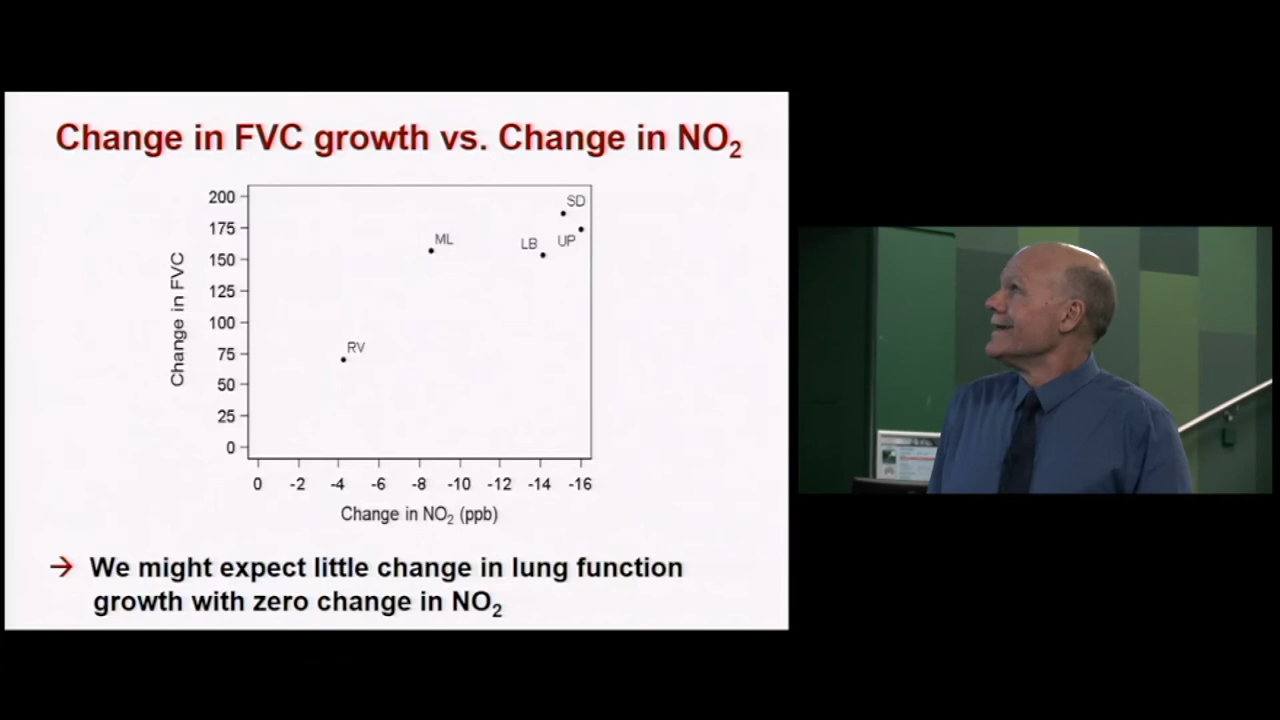 Change in FVC growth vs. Change in NO₂
200
175
150
125
100
75
50
25
0
Change in FVC
SD
UP
LB
ML
RV
0 -2 -4 -6 -8 -10 -12 -14 -16
Change in NO₂ (ppb)
→ We might expect little change in lung function
growth with zero change in NO₂